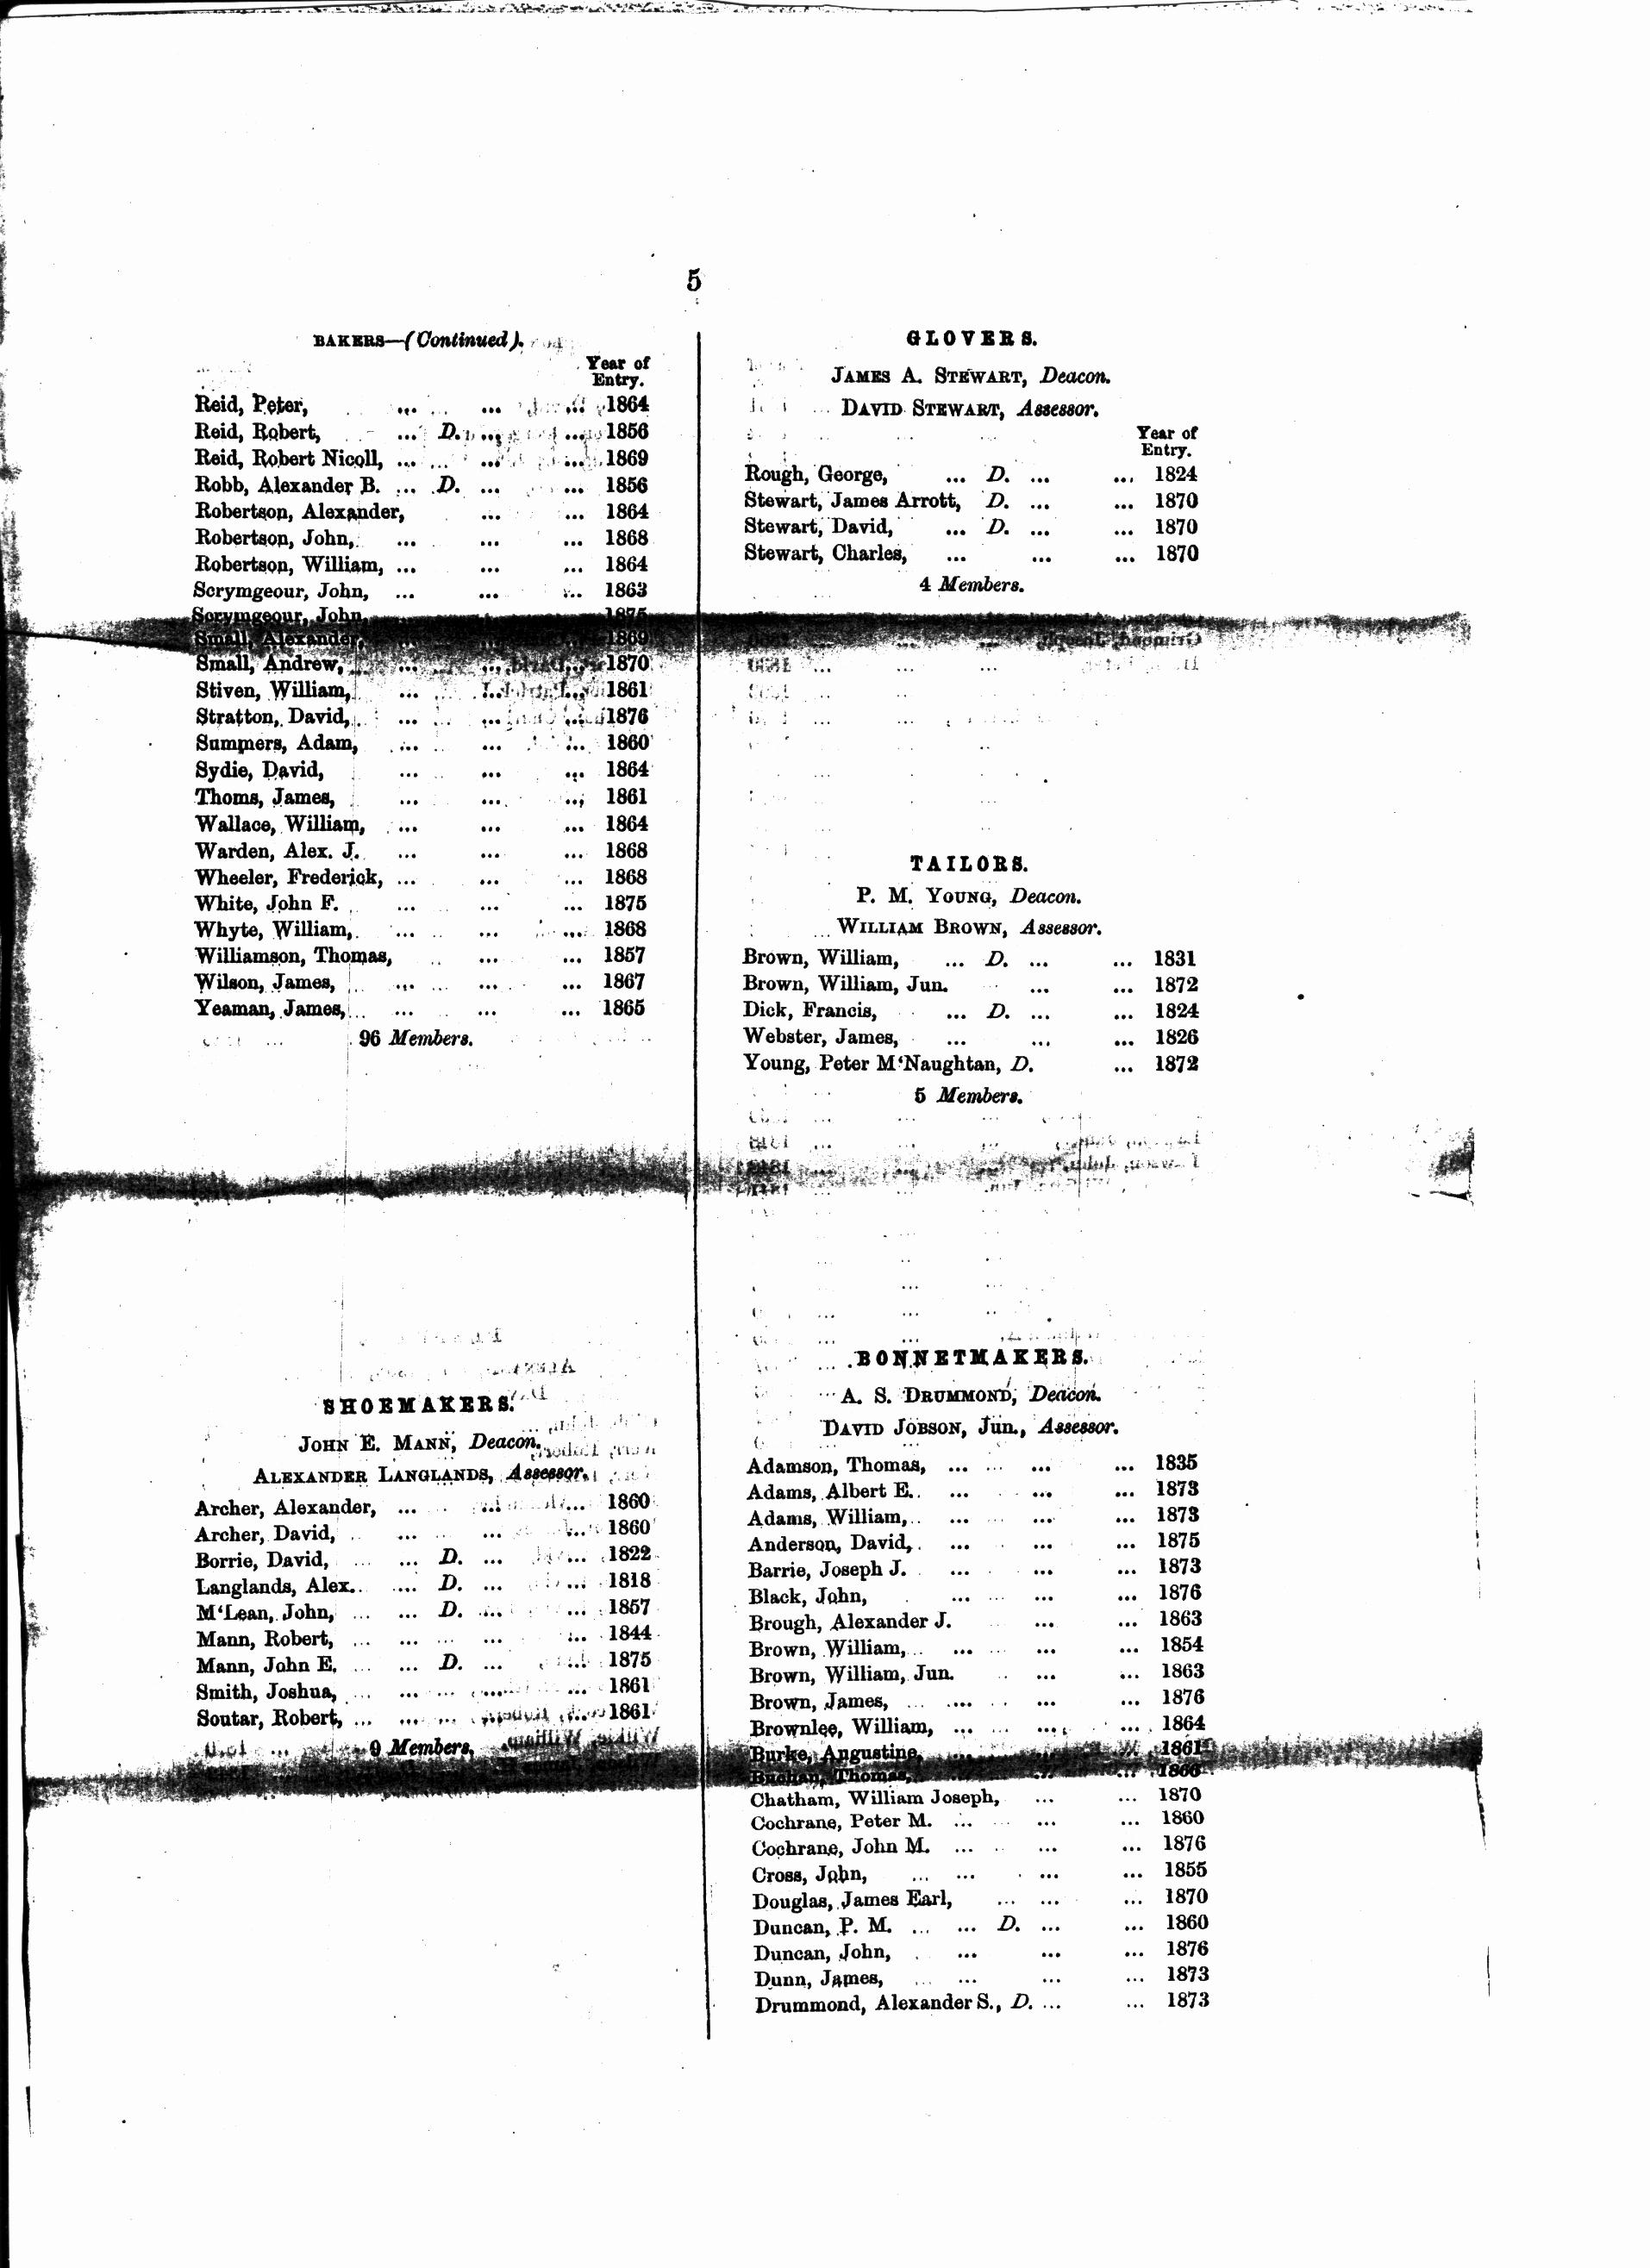 5
BAKERS—(Continued).
Year of
Entry.
Reid, Peter, ... ... ... 1864
Reid, Robert, ... D. ... ... 1856
Reid, Robert Nicoll, ... ... ... 1869
Robb, Alexander B. ... D. ... ... 1856
Robertson, Alexander, ... ... 1864
Robertson, John, ... ... ... 1868
Robertson, William, ... ... ... 1864
Scrymgeour, John, ... ... ... 1863
Scrymgeour, John, 1875
Small, Alexander, 1869
Small, Andrew, ... ... ... 1870
Stiven, William, ... ... ... 1861
Stratton, David, ... ... ... 1876
Summers, Adam, ... ... ... 1860
Sydie, David, ... ... ... 1864
Thoms, James, ... ... ... 1861
Wallace, William, ... ... ... 1864
Warden, Alex. J. ... ... ... 1868
Wheeler, Frederick, ... ... ... 1868
White, John F. ... ... ... 1875
Whyte, William, ... ... ... 1868
Williamson, Thomas, ... ... 1857
Wilson, James, ... ... ... 1867
Yeaman, James, ... ... ... 1865
96 Members.
SHOEMAKERS.
JOHN E. MANN, Deacon.
ALEXANDER LANGLANDS, Assessor.
Archer, Alexander, ... ... ... 1860
Archer, David, ... ... ... 1860
Borrie, David, ... D. ... ... 1822
Langlands, Alex. ... D. ... ... 1818
M'Lean, John, ... D. ... ... 1857
Mann, Robert, ... ... ... ... 1844
Mann, John E. ... D. ... ... 1875
Smith, Joshua, ... ... ... 1861
Soutar, Robert, ... ... ... ... 1861
9 Members.
GLOVERS.
JAMES A. STEWART, Deacon.
DAVID STEWART, Assessor.
Year of
Entry.
Rough, George, ... D. ... ... 1824
Stewart, James Arrott, D. ... ... 1870
Stewart, David, ... D. ... ... 1870
Stewart, Charles, ... ... ... 1870
4 Members.
TAILORS.
P. M. YOUNG, Deacon.
WILLIAM BROWN, Assessor.
Brown, William, ... D. ... ... 1831
Brown, William, Jun. ... ... 1872
Dick, Francis, ... D. ... ... 1824
Webster, James, ... ... ... 1826
Young, Peter M'Naughtan, D. ... 1872
5 Members.
BONNETMAKERS.
A. S. DRUMMOND, Deacon.
DAVID JOBSON, Jun., Assessor.
Adamson, Thomas, ... ... ... 1835
Adams, Albert E. ... ... ... 1873
Adams, William, ... ... ... 1873
Anderson, David, ... ... ... 1875
Barrie, Joseph J. ... ... ... 1873
Black, John, ... ... ... 1876
Brough, Alexander J. ... ... 1863
Brown, William, ... ... ... 1854
Brown, William, Jun. ... ... 1863
Brown, James, ... ... ... ... 1876
Brownlee, William, ... ... ... 1864
Burke, Angustine, ... ... 1861
Buchan, Thomas, ... ... 1866
Chatham, William Joseph, ... ... 1870
Cochrane, Peter M. ... ... ... 1860
Cochrane, John M. ... ... ... 1876
Cross, John, ... ... ... ... 1855
Douglas, James Earl, ... ... ... 1870
Duncan, P. M. ... ... D. ... ... 1860
Duncan, John, ... ... ... 1876
Dunn, James, ... ... ... ... 1873
Drummond, Alexander S., D. ... ... 1873